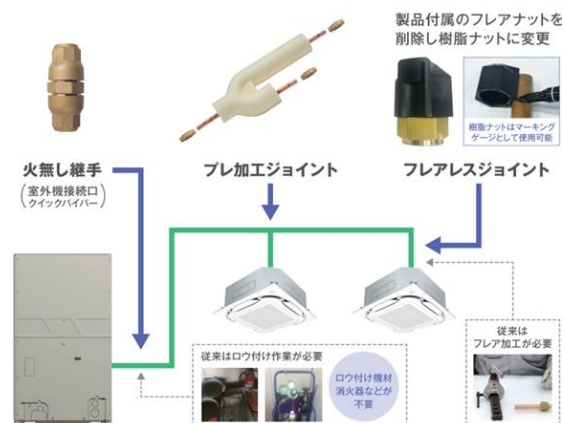 製品付属のフレアナットを
削除し樹脂ナットに変更
樹脂ナットはマーキング
ゲージとして使用可能
火無し継手
(室外機接続口
クイックバイパー)
プレ加工ジョイント
フレアレスジョイント
従来はロウ付け作業が必要
ロウ付け機材
消火器などが
不要
従来は
フレア加工が必要